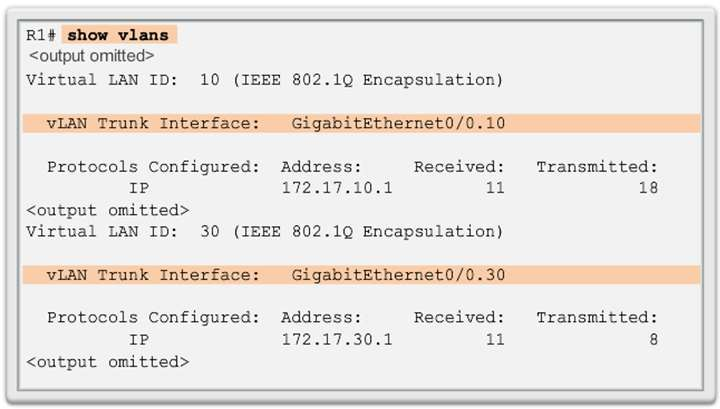 R1# show vlans
<output omitted>
Virtual LAN ID:  10 (IEEE 802.1Q Encapsulation)
vLAN Trunk Interface:   GigabitEthernet0/0.10
Protocols Configured:  Address:     Received:   Transmitted:
IP             172.17.10.1         11             18
<output omitted>
Virtual LAN ID:  30 (IEEE 802.1Q Encapsulation)
vLAN Trunk Interface:   GigabitEthernet0/0.30
Protocols Configured:  Address:     Received:   Transmitted:
IP             172.17.30.1         11              8
<output omitted>